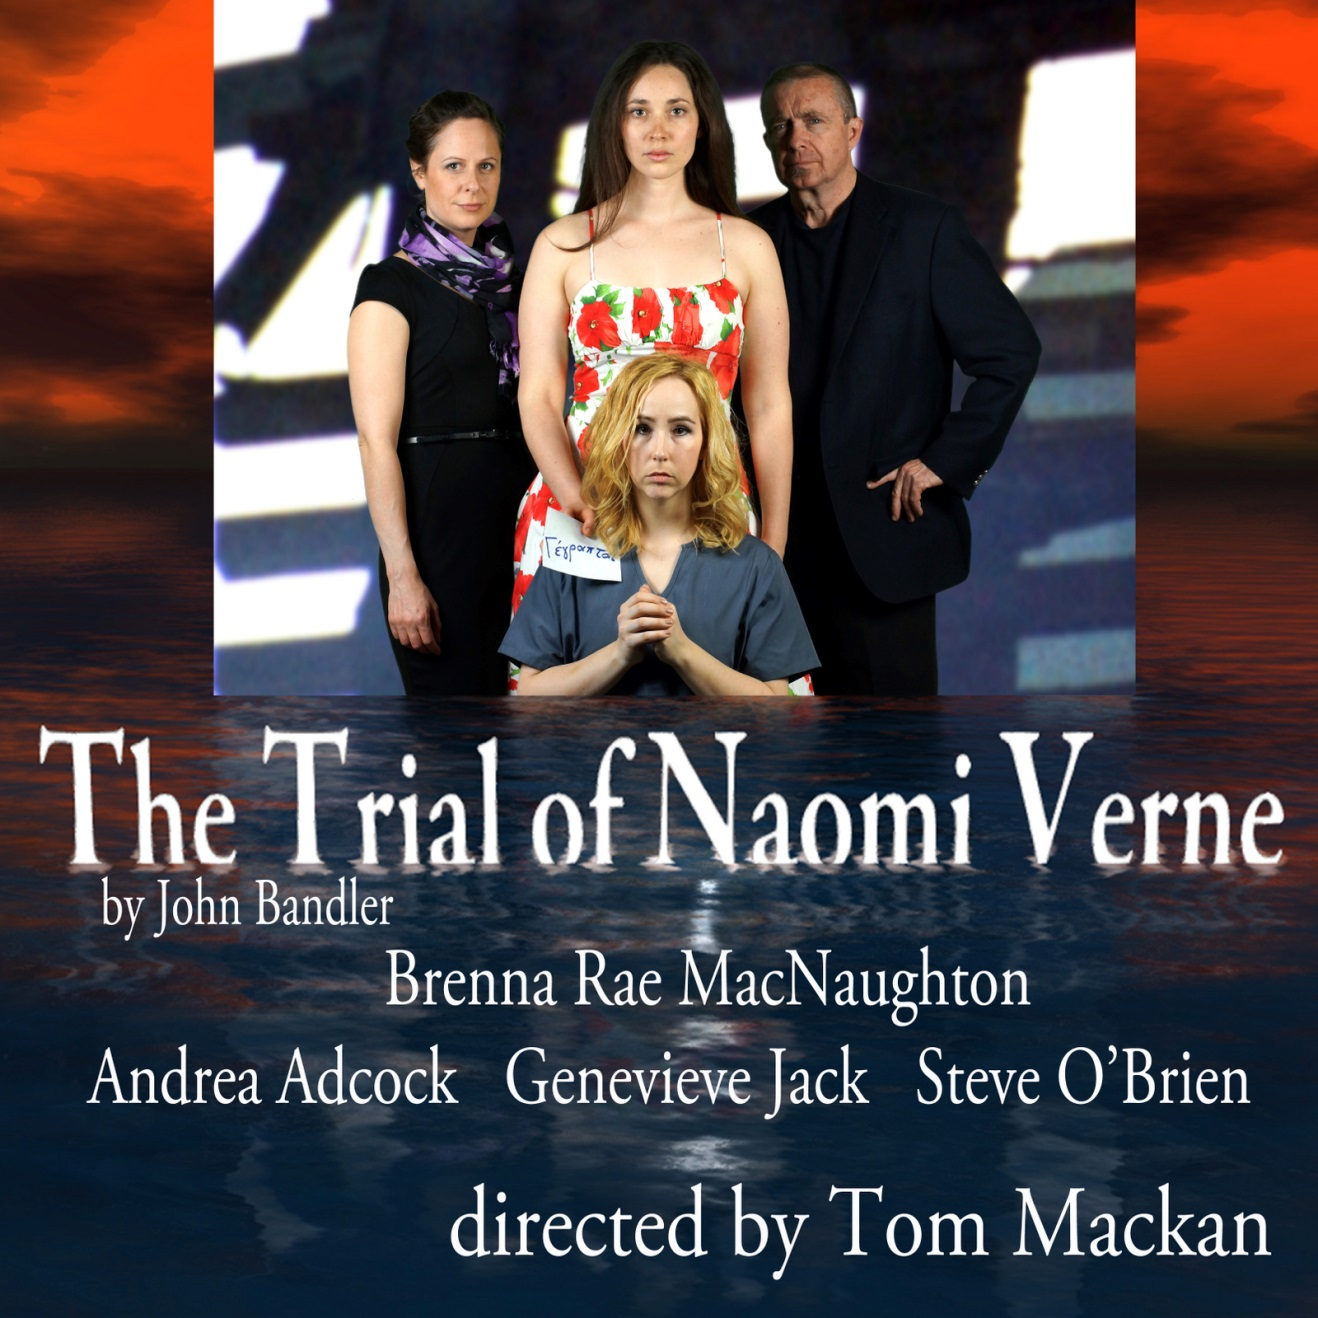 Γέγραπται
The Trial of Naomi Verne
by John Bandler
Brenna Rae MacNaughton
Andrea Adcock Genevieve Jack Steve O'Brien
directed by Tom Mackan